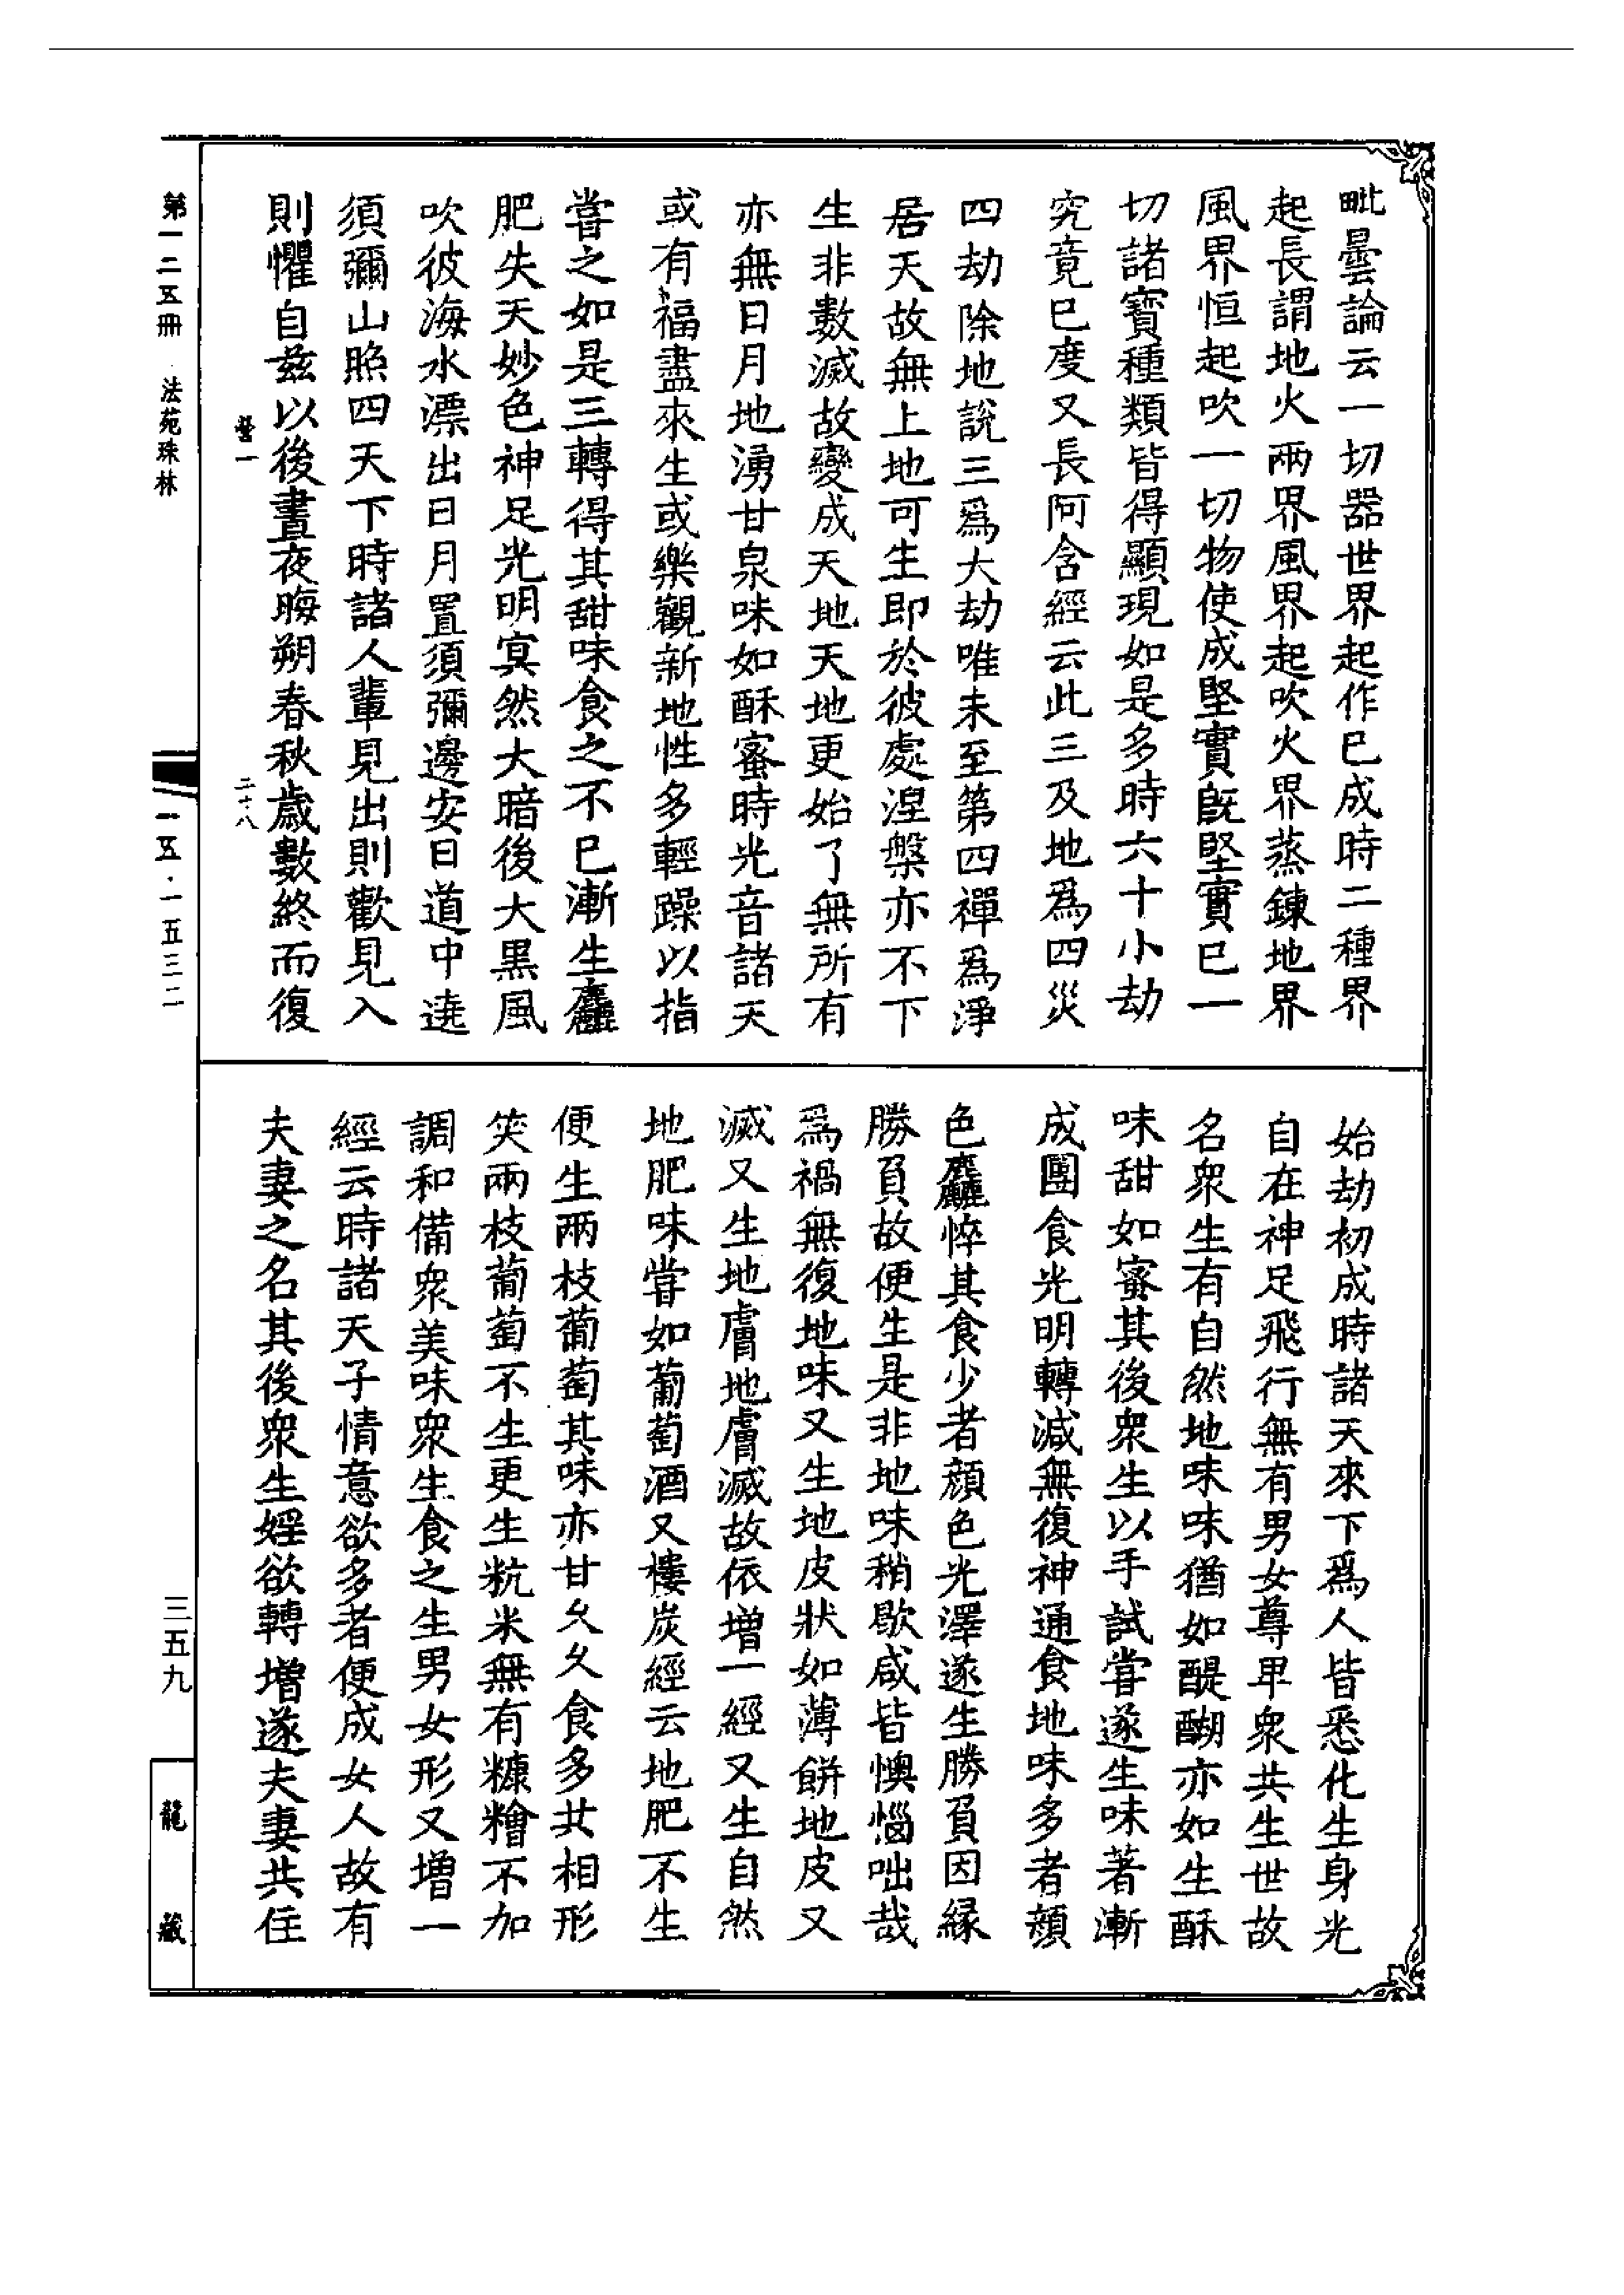 毗曇論云一切器世界起作已成時二種界
起長謂地火兩界風界起吹火界蒸鍊地界
風界恒起吹一切物使成堅實既堅實已一
切諸寶種類皆得顯現如是多時六十小劫
究竟已度又長阿含經云此三及地爲四災
四劫除地說三爲大劫唯未至第四禪爲淨
居天故無上地可生即於彼處涅槃亦不下
生非數滅故變成天地天地更始了無所有
亦無日月地湧甘泉味如酥蜜時光音諸天
或有福盡來生或樂觀新地性多輕躁以指
嘗之如是三轉得其甜味食之不已漸生麤
肥失天妙色神足光明冥然大暗後大黑風
吹彼海水漂出日月置須彌邊安日道中遶
須彌山照四天下時諸人輩見出則歡見入
則懼自茲以後晝夜晦朔春秋歲數終而復
始劫初成時諸天來下爲人皆悉化生身光
自在神足飛行無有男女尊卑衆共生世故
名衆生有自然地味味猶如醍醐亦如生酥
味甜如蜜其後衆生以手試嘗遂生味著漸
成團食光明轉減無復神通食地味多者顏
色麤悴其食少者顏色光澤遂生勝負因緣
勝負故便生是非地味稍歇咸皆懊惱咄哉
爲禍無復地味又生地皮狀如薄餅地皮又
滅又生地膚地膚滅故依增一經又生自然
地肥味嘗如葡萄酒又樓炭經云地肥不生
便生兩枝葡萄其味亦甘久久食多共相形
笑兩枝葡萄不生更生粇米無有糠糩不加
調和備衆美味衆生食之生男女形又增一
經云時諸天子情意欲多者便成女人故有
夫妻之名其後衆生婬欲轉增遂夫妻共住
第一二五冊 法苑珠林
營一
二十八
一五·一五三二
三五九
龍藏